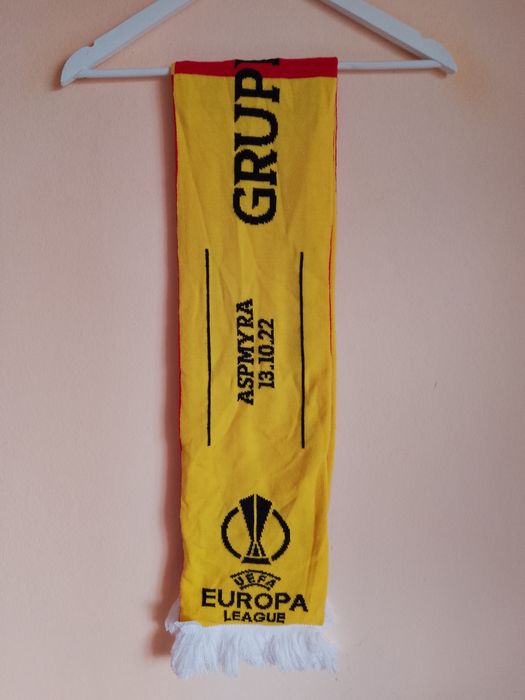 GRUP
ASPMYRA
13.10.22
UEFA
EUROPA
LEAGUE